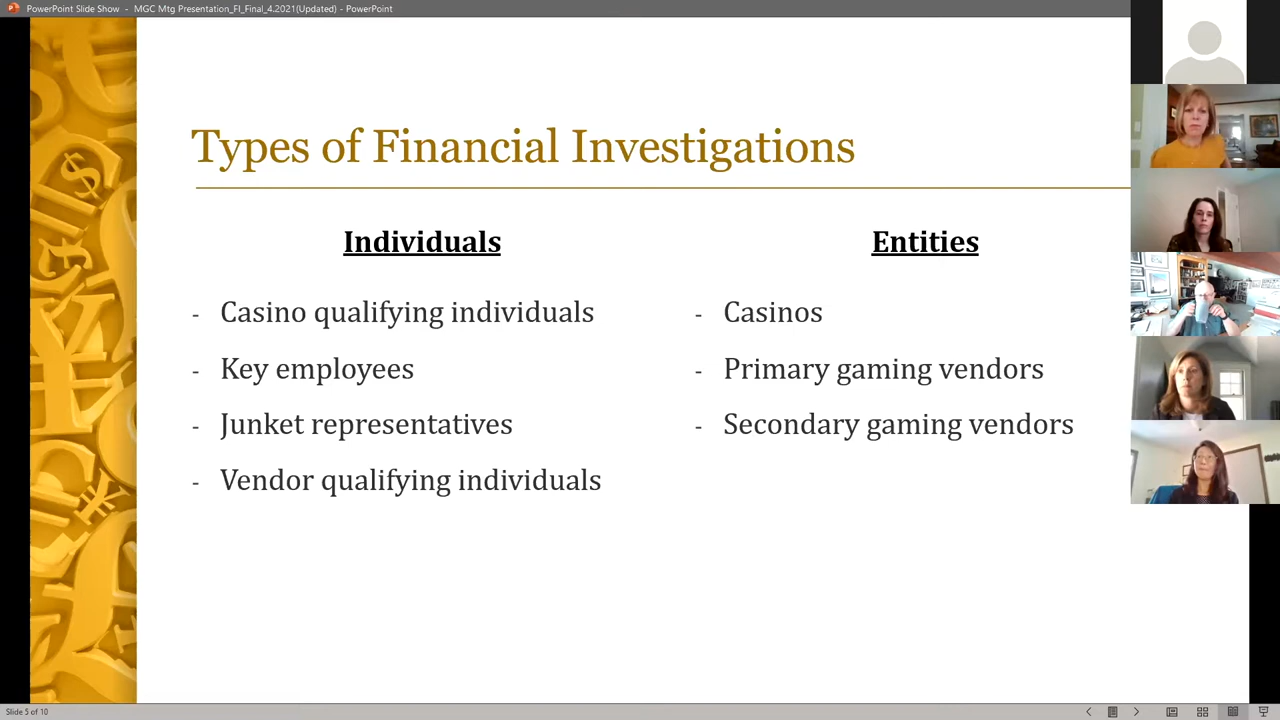 PowerPoint Slide Show - MGC Mtg Presentation_FI_Final_4.2021(Updated) - PowerPoint
Types of Financial Investigations
Individuals
- Casino qualifying individuals
- Key employees
- Junket representatives
- Vendor qualifying individuals
Entities
- Casinos
- Primary gaming vendors
- Secondary gaming vendors
Slide 5 of 10